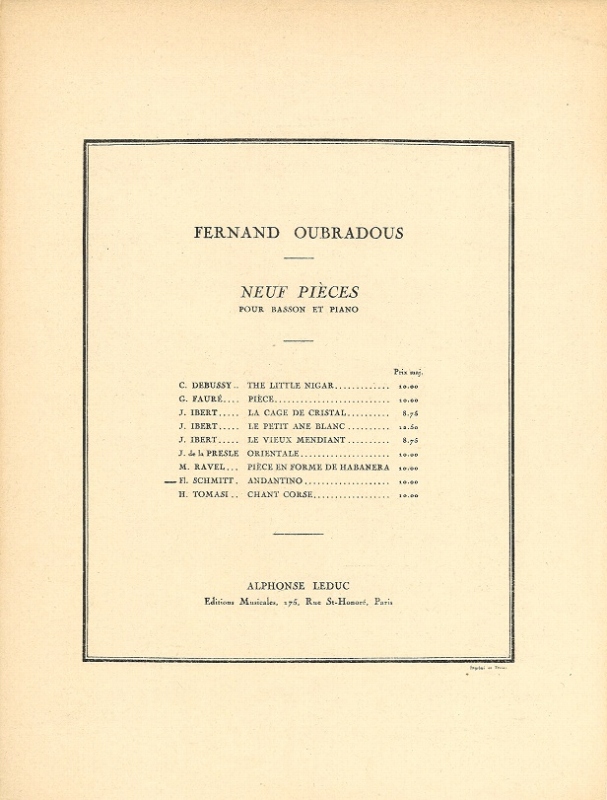 FERNAND OUBRADOUS
NEUF PIÈCES
POUR BASSON ET PIANO
Prix maj.
C. DEBUSSY .. THE LITTLE NIGAR............ 10.00
G. FAURÉ.... PIÈCE......................... 10.00
J. IBERT..... LA CAGE DE CRISTAL......... 8.75
J. IBERT..... LE PETIT ANE BLANC ......... 12.50
J. IBERT..... LE VIEUX MENDIANT ......... 8.75
J. de la PRESLE ORIENTALE.................... 10.00
M. RAVEL... PIÈCE EN FORME DE HABANERA 10.00
Fl. SCHMITT . ANDANTINO ................... 10.00
H. TOMASI .. CHANT CORSE................. 10.00
ALPHONSE LEDUC
Editions Musicales, 175, Rue St-Honoré, Paris